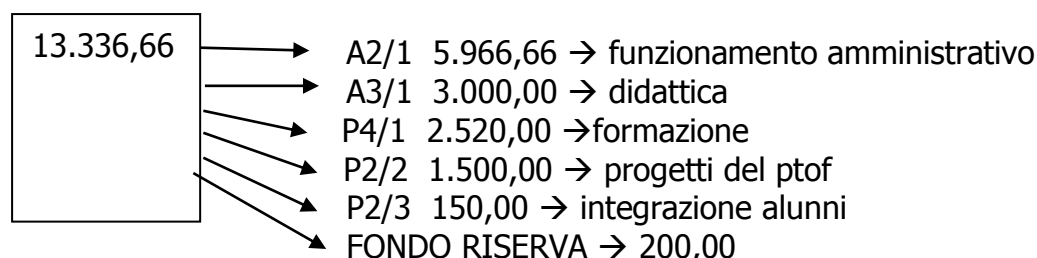 13.336,66
A2/1 5.966,66 → funzionamento amministrativo
A3/1 3.000,00 → didattica
P4/1 2.520,00 →formazione
P2/2 1.500,00 → progetti del ptof
P2/3 150,00 → integrazione alunni
FONDO RISERVA → 200,00